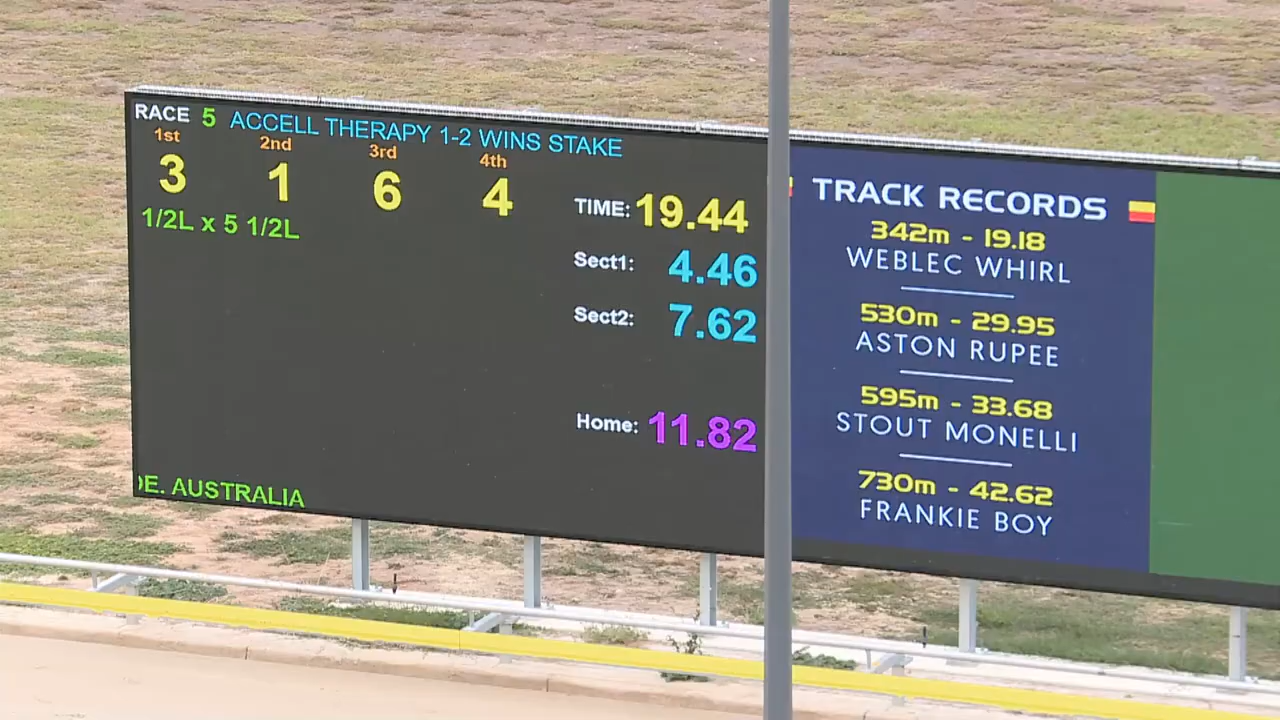 RACE 5 ACCELL THERAPY 1-2 WINS STAKE
1st 2nd 3rd 4th
3 1 6 4
1/2L x 5 1/2L
TIME: 19.44
Sect1: 4.46
Sect2: 7.62
Home: 11.82
E. AUSTRALIA
TRACK RECORDS
342m - 19.18
WEBLEC WHIRL
530m - 29.95
ASTON RUPEE
595m - 33.68
STOUT MONELLI
730m - 42.62
FRANKIE BOY